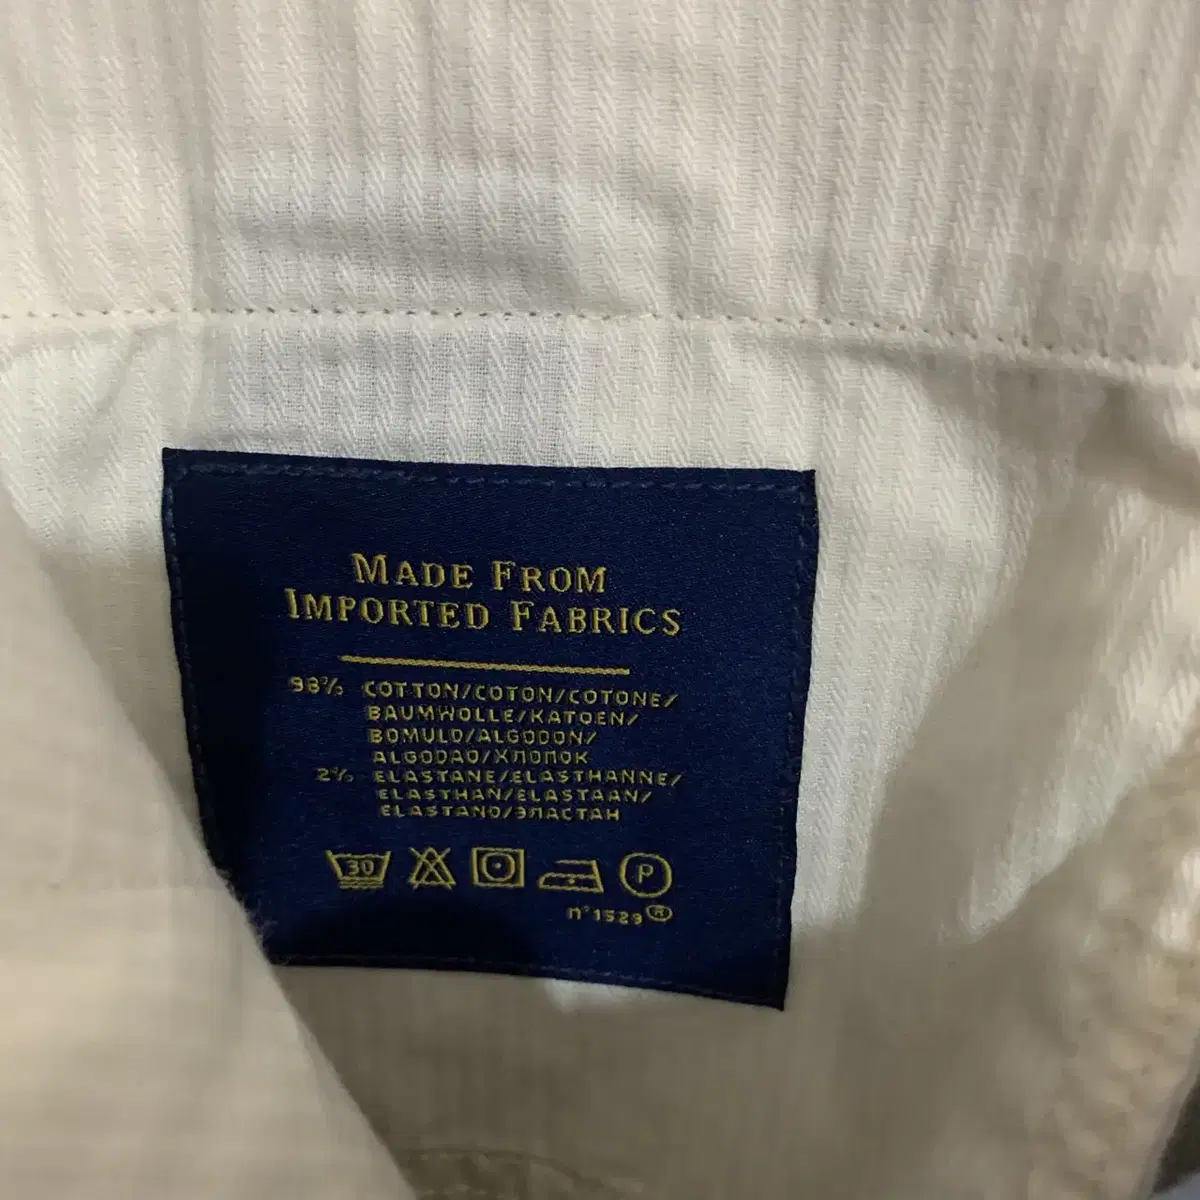 MADE FROM
IMPORTED FABRICS
98% COTTON/COTON/COTONE/
BAUMWOLLE/KATOEN/
BOMULD/ALGODON/
ALGODAO/ХЛОПОК
2% ELASTANE/ELASTHANNE/
ELASTHAN/ELASTAAN/
ELASTANO/ЭЛАСТАН
30 P
n°1529 ®